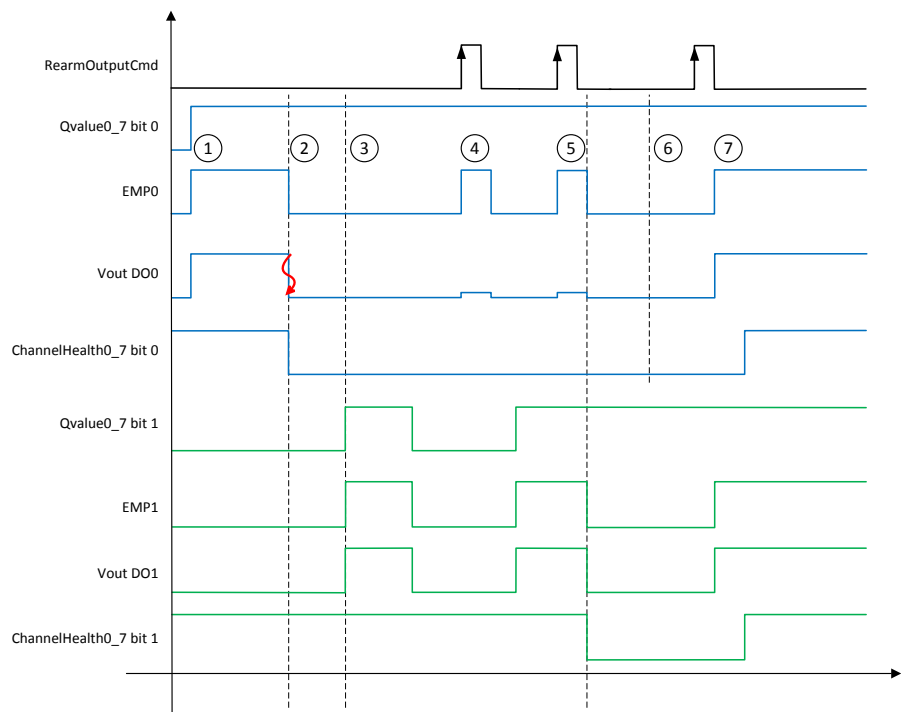 RearmOutputCmd
Qvalue0_7 bit 0
1 2 3 4 5 6 7
EMP0
Vout DO0
ChannelHealth0_7 bit 0
Qvalue0_7 bit 1
EMP1
Vout DO1
ChannelHealth0_7 bit 1